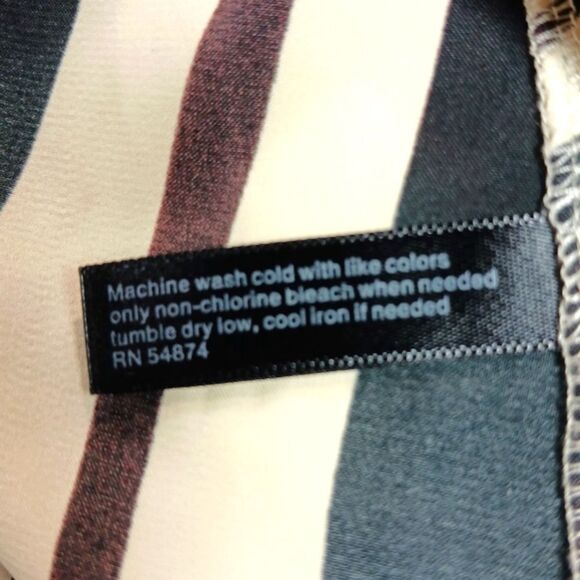 Machine wash cold with like colors
only non-chlorine bleach when needed
tumble dry low, cool iron if needed
RN 54874